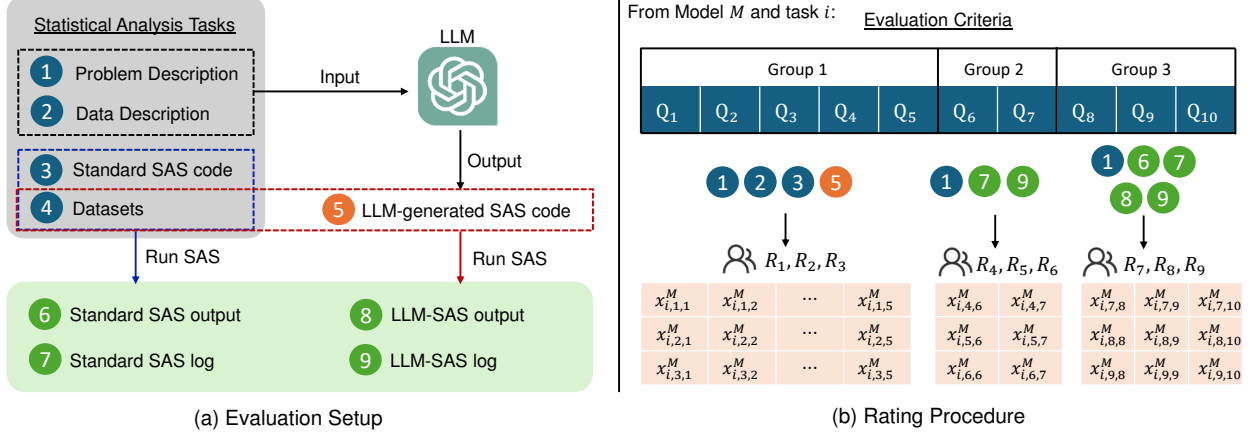 Statistical Analysis Tasks
1 Problem Description
2 Data Description
3 Standard SAS code
4 Datasets
Input
LLM
Output
5 LLM-generated SAS code
Run SAS
Run SAS
6 Standard SAS output
7 Standard SAS log
8 LLM-SAS output
9 LLM-SAS log
(a) Evaluation Setup
From Model M and task i:
Evaluation Criteria
Group 1 Group 2 Group 3
Q₁ Q₂ Q₃ Q₄ Q₅ Q₆ Q₇ Q₈ Q₉ Q₁₀
1 2 3 5
1 7 9
1 6 7
8 9
R₁, R₂, R₃
R₄, R₅, R₆
R₇, R₈, R₉
x^M_{i,1,1} x^M_{i,1,2} ⋯ x^M_{i,1,5}
x^M_{i,2,1} x^M_{i,2,2} ⋯ x^M_{i,2,5}
x^M_{i,3,1} x^M_{i,3,2} ⋯ x^M_{i,3,5}
x^M_{i,4,6} x^M_{i,4,7}
x^M_{i,5,6} x^M_{i,5,7}
x^M_{i,6,6} x^M_{i,6,7}
x^M_{i,7,8} x^M_{i,7,9} x^M_{i,7,10}
x^M_{i,8,8} x^M_{i,8,9} x^M_{i,8,10}
x^M_{i,9,8} x^M_{i,9,9} x^M_{i,9,10}
(b) Rating Procedure